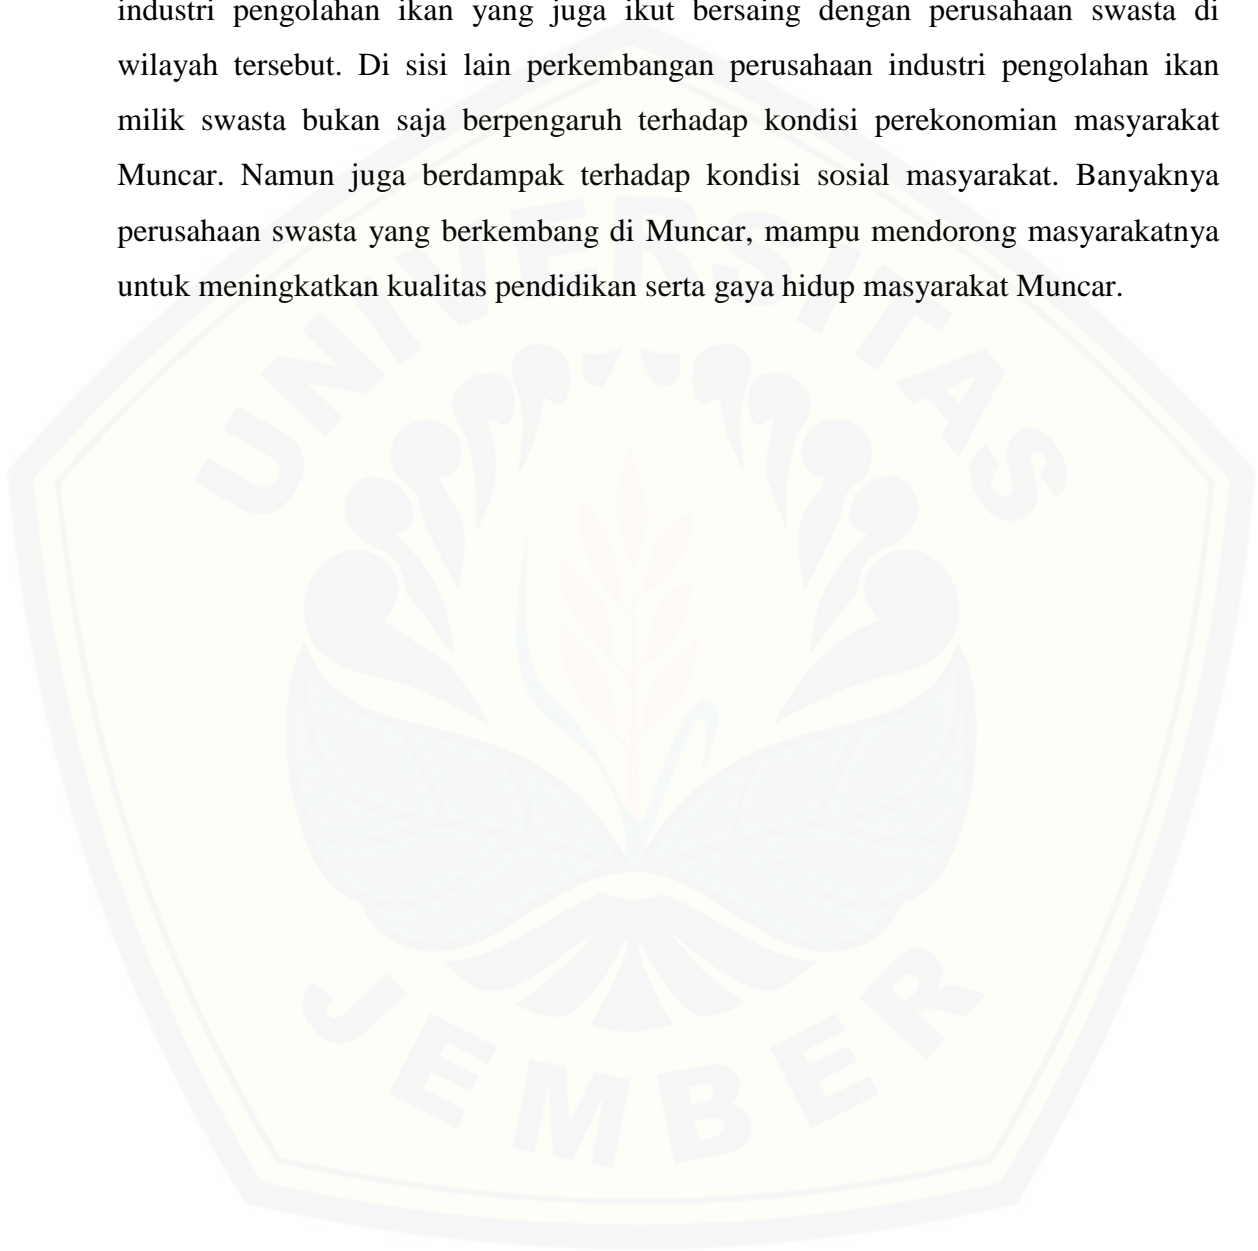 industri pengolahan ikan yang juga ikut bersaing dengan perusahaan swasta di
wilayah tersebut. Di sisi lain perkembangan perusahaan industri pengolahan ikan
milik swasta bukan saja berpengaruh terhadap kondisi perekonomian masyarakat
Muncar. Namun juga berdampak terhadap kondisi sosial masyarakat. Banyaknya
perusahaan swasta yang berkembang di Muncar, mampu mendorong masyarakatnya
untuk meningkatkan kualitas pendidikan serta gaya hidup masyarakat Muncar.
UNIVERSITAS
JEMBER